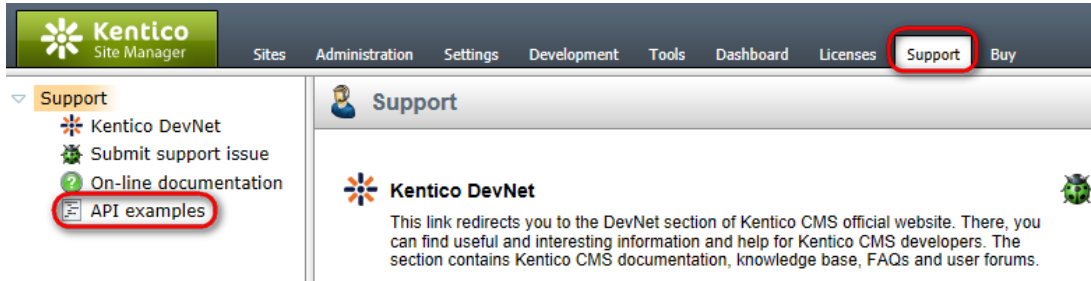 Kentico
Site Manager
Sites Administration Settings Development Tools Dashboard Licenses Support Buy
Support
Kentico DevNet
Submit support issue
On-line documentation
API examples
Support
Kentico DevNet
This link redirects you to the DevNet section of Kentico CMS official website. There, you
can find useful and interesting information and help for Kentico CMS developers. The
section contains Kentico CMS documentation, knowledge base, FAQs and user forums.